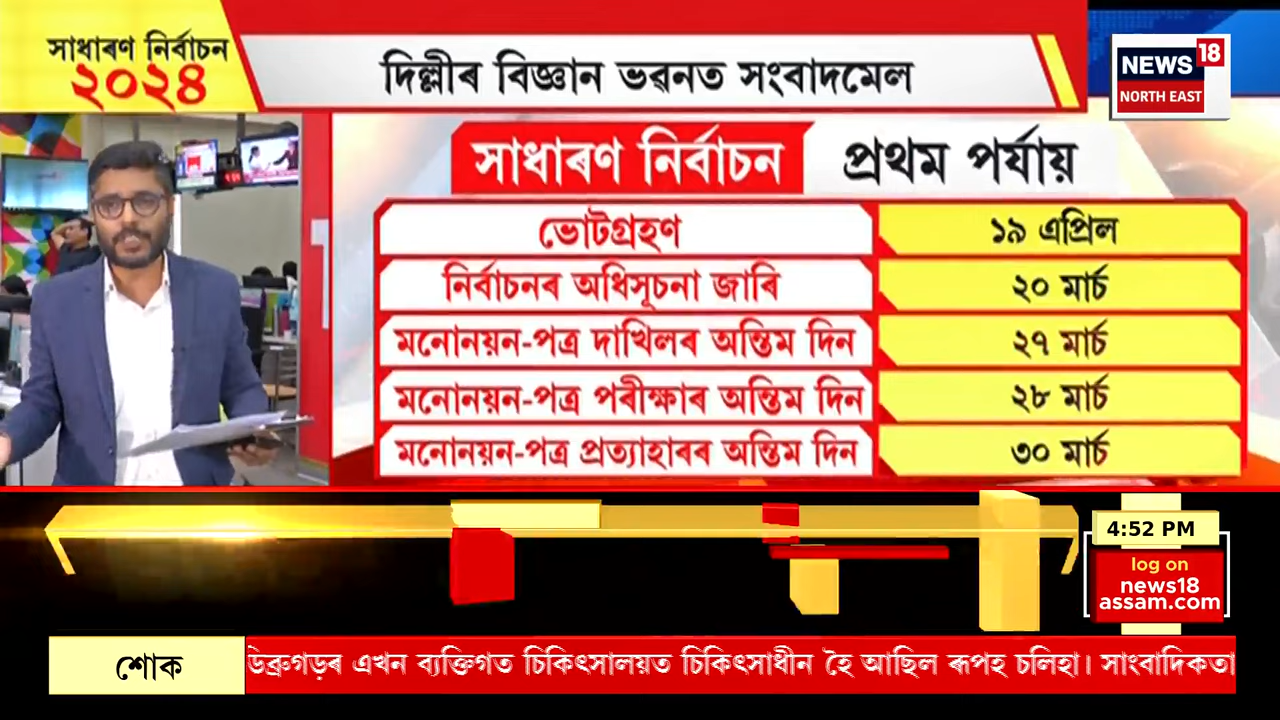 সাধাৰণ নিৰ্বাচন
২০২৪
দিল্লীৰ বিজ্ঞান ভৱনত সংবাদমেল
NEWS 18
NORTH EAST
সাধাৰণ নিৰ্বাচন প্ৰথম পৰ্যায়
ভোটগ্ৰহণ ১৯ এপ্ৰিল
নিৰ্বাচনৰ অধিসূচনা জাৰি ২০ মাৰ্চ
মনোনয়ন-পত্ৰ দাখিলৰ অন্তিম দিন ২৭ মাৰ্চ
মনোনয়ন-পত্ৰ পৰীক্ষাৰ অন্তিম দিন ২৮ মাৰ্চ
মনোনয়ন-পত্ৰ প্ৰত্যাহাৰৰ অন্তিম দিন ৩০ মাৰ্চ
4:52 PM
log on
news18
assam.com
শোক ডিব্ৰুগড়ৰ এখন ব্যক্তিগত চিকিৎসালয়ত চিকিৎসাধীন হৈ আছিল ৰূপহ চলিহা। সাংবাদিকতা